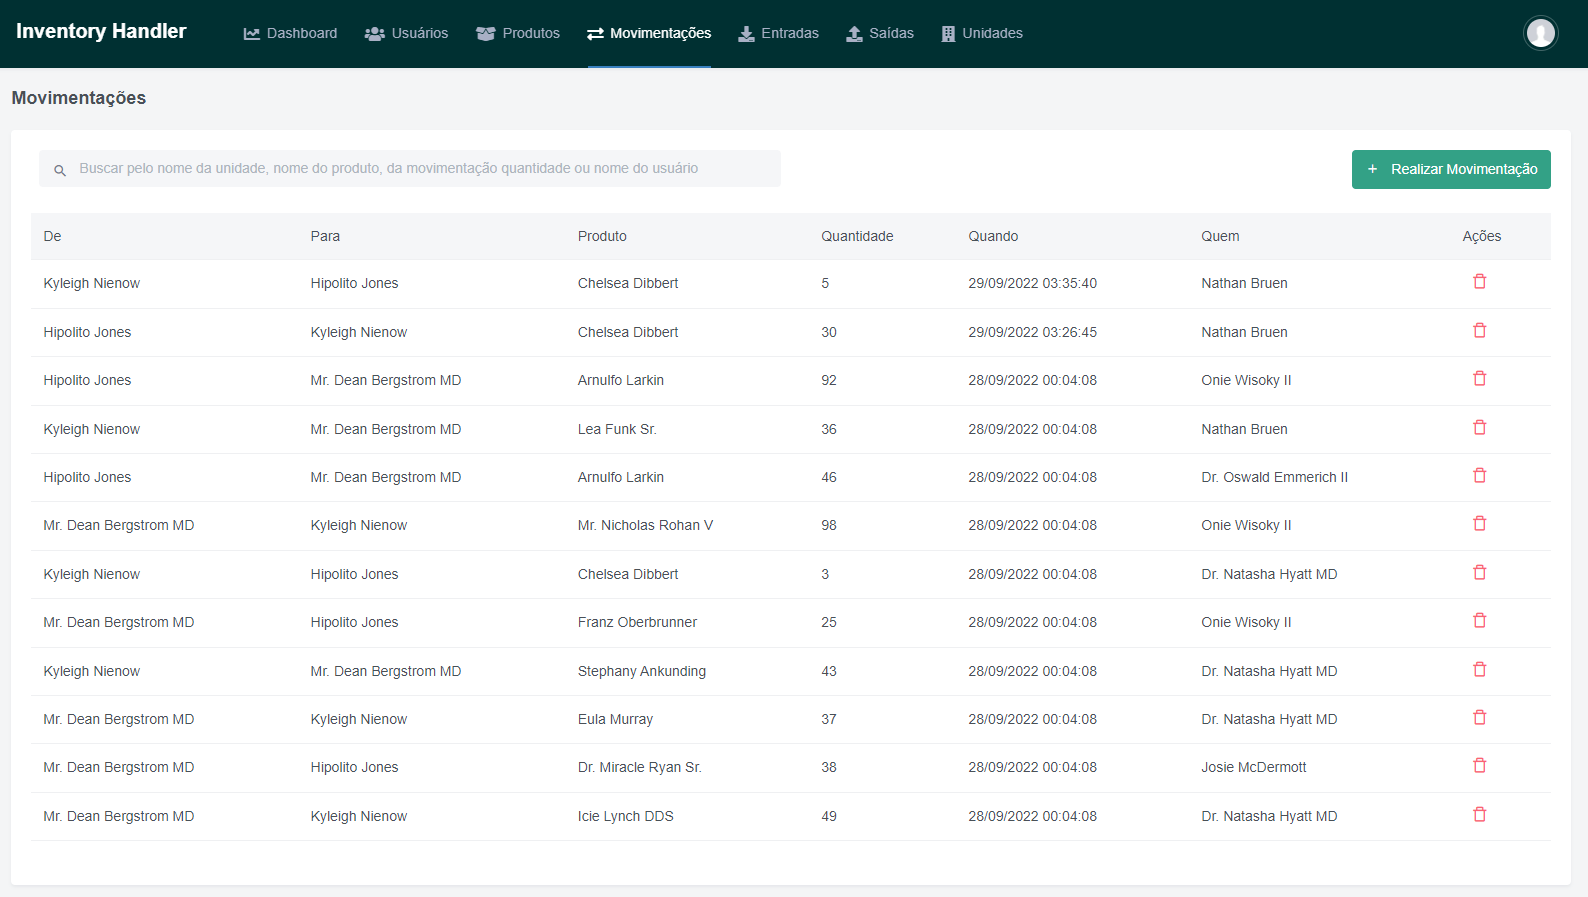 Inventory Handler Dashboard Usuários Produtos Movimentações Entradas Saídas Unidades
Movimentações
Buscar pelo nome da unidade, nome do produto, da movimentação quantidade ou nome do usuário + Realizar Movimentação
De Para Produto Quantidade Quando Quem Ações
Kyleigh Nienow Hipolito Jones Chelsea Dibbert 5 29/09/2022 03:35:40 Nathan Bruen
Hipolito Jones Kyleigh Nienow Chelsea Dibbert 30 29/09/2022 03:26:45 Nathan Bruen
Hipolito Jones Mr. Dean Bergstrom MD Arnulfo Larkin 92 28/09/2022 00:04:08 Onie Wisoky II
Kyleigh Nienow Mr. Dean Bergstrom MD Lea Funk Sr. 36 28/09/2022 00:04:08 Nathan Bruen
Hipolito Jones Mr. Dean Bergstrom MD Arnulfo Larkin 46 28/09/2022 00:04:08 Dr. Oswald Emmerich II
Mr. Dean Bergstrom MD Kyleigh Nienow Mr. Nicholas Rohan V 98 28/09/2022 00:04:08 Onie Wisoky II
Kyleigh Nienow Hipolito Jones Chelsea Dibbert 3 28/09/2022 00:04:08 Dr. Natasha Hyatt MD
Mr. Dean Bergstrom MD Hipolito Jones Franz Oberbrunner 25 28/09/2022 00:04:08 Onie Wisoky II
Kyleigh Nienow Mr. Dean Bergstrom MD Stephany Ankunding 43 28/09/2022 00:04:08 Dr. Natasha Hyatt MD
Mr. Dean Bergstrom MD Kyleigh Nienow Eula Murray 37 28/09/2022 00:04:08 Dr. Natasha Hyatt MD
Mr. Dean Bergstrom MD Hipolito Jones Dr. Miracle Ryan Sr. 38 28/09/2022 00:04:08 Josie McDermott
Mr. Dean Bergstrom MD Kyleigh Nienow Icie Lynch DDS 49 28/09/2022 00:04:08 Dr. Natasha Hyatt MD